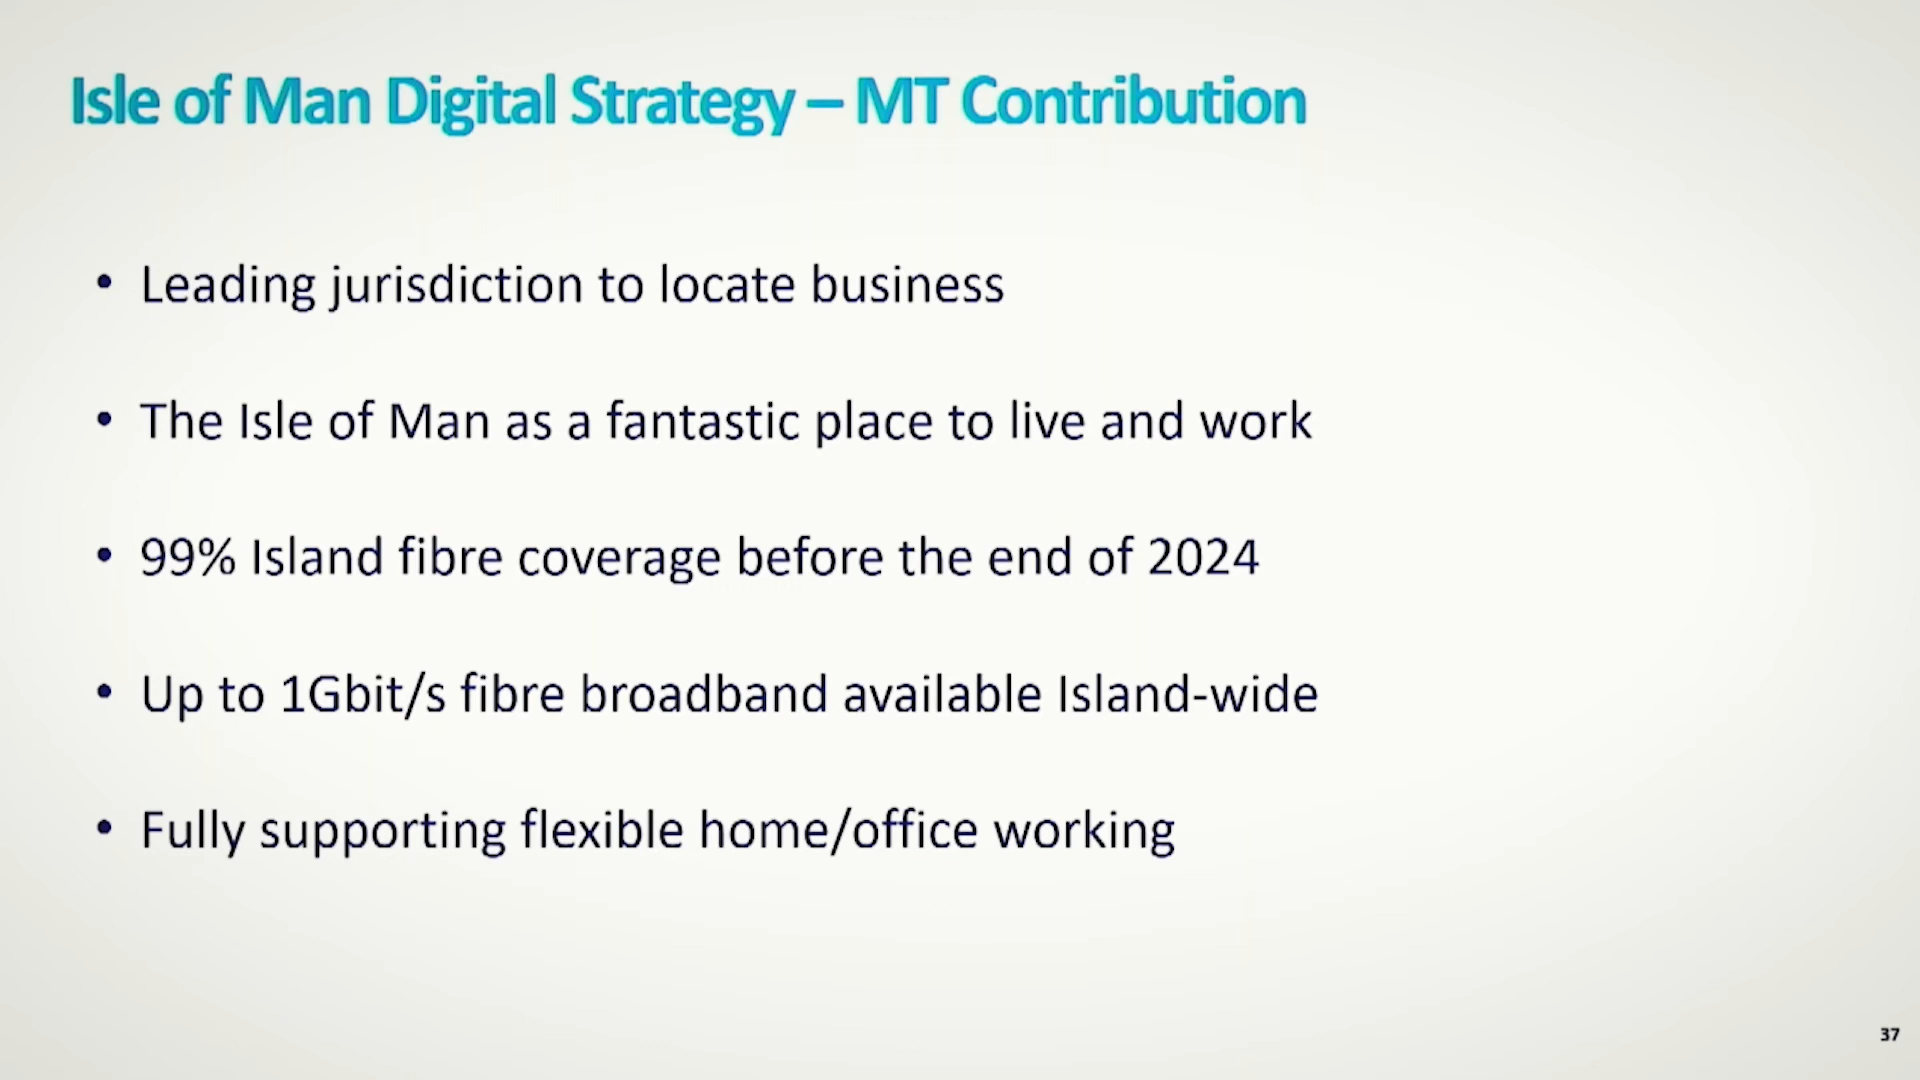 Isle of Man Digital Strategy – MT Contribution
• Leading jurisdiction to locate business
• The Isle of Man as a fantastic place to live and work
• 99% Island fibre coverage before the end of 2024
• Up to 1Gbit/s fibre broadband available Island-wide
• Fully supporting flexible home/office working
37